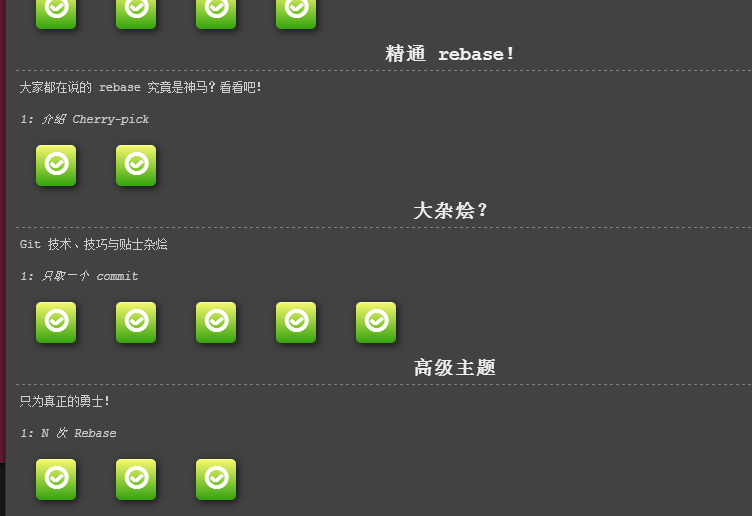 精通 rebase!
大家都在说的 rebase 究竟是神马？看看吧！
1: 介绍 Cherry-pick
大杂烩?
Git 技术、技巧与贴士杂烩
1: 只取一个 commit
高级主题
只为真正的勇士！
1: N 次 Rebase